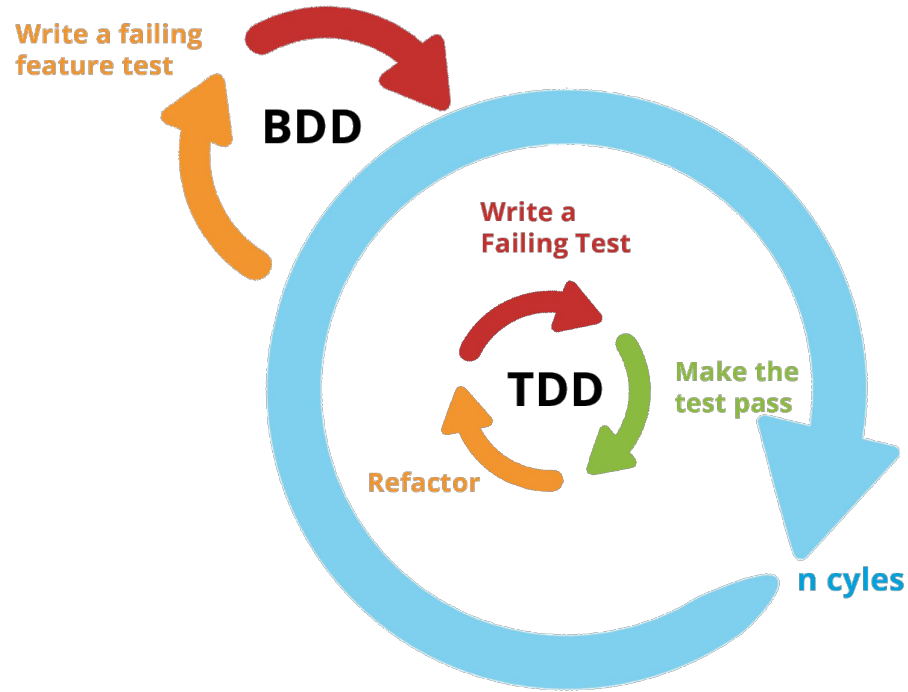 Write a failing
feature test
BDD
Write a
Failing Test
TDD
Make the
test pass
Refactor
n cyles